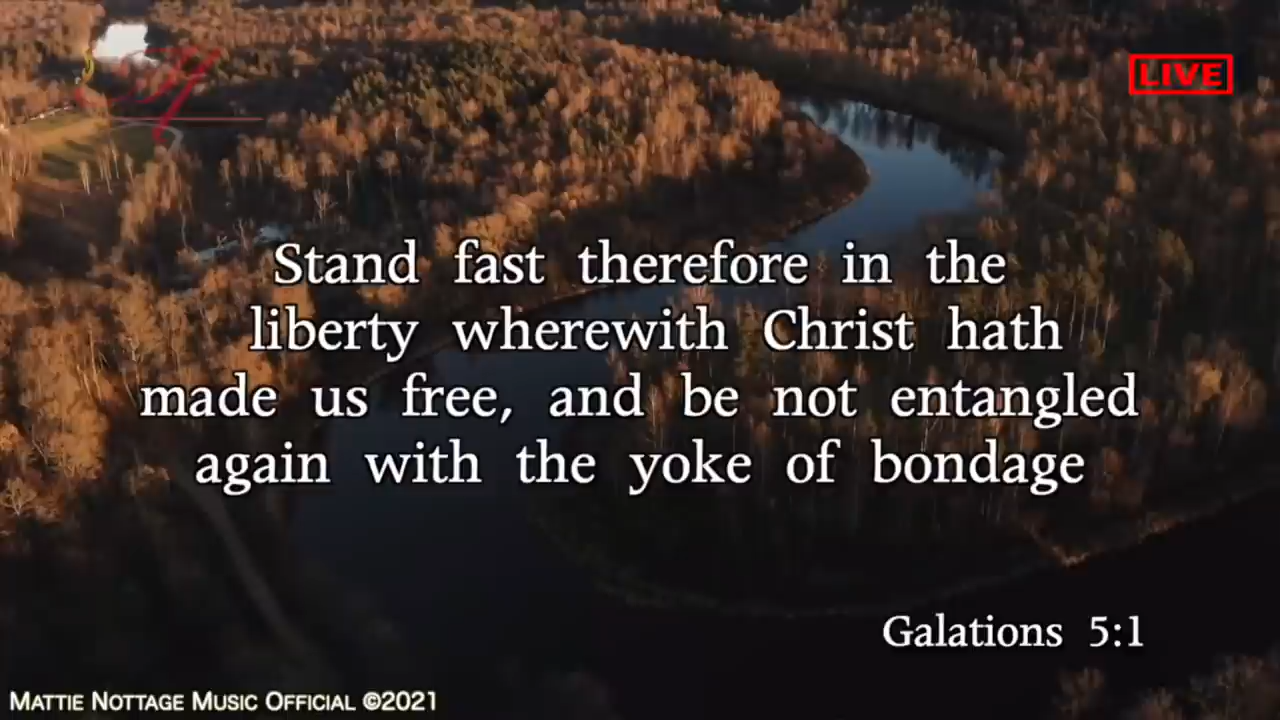 LIVE
Stand fast therefore in the
liberty wherewith Christ hath
made us free, and be not entangled
again with the yoke of bondage
Galations 5:1
MATTIE NOTTAGE MUSIC OFFICIAL ©2021